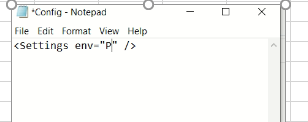 *Config - Notepad
File Edit Format View Help
<Settings env="P" />